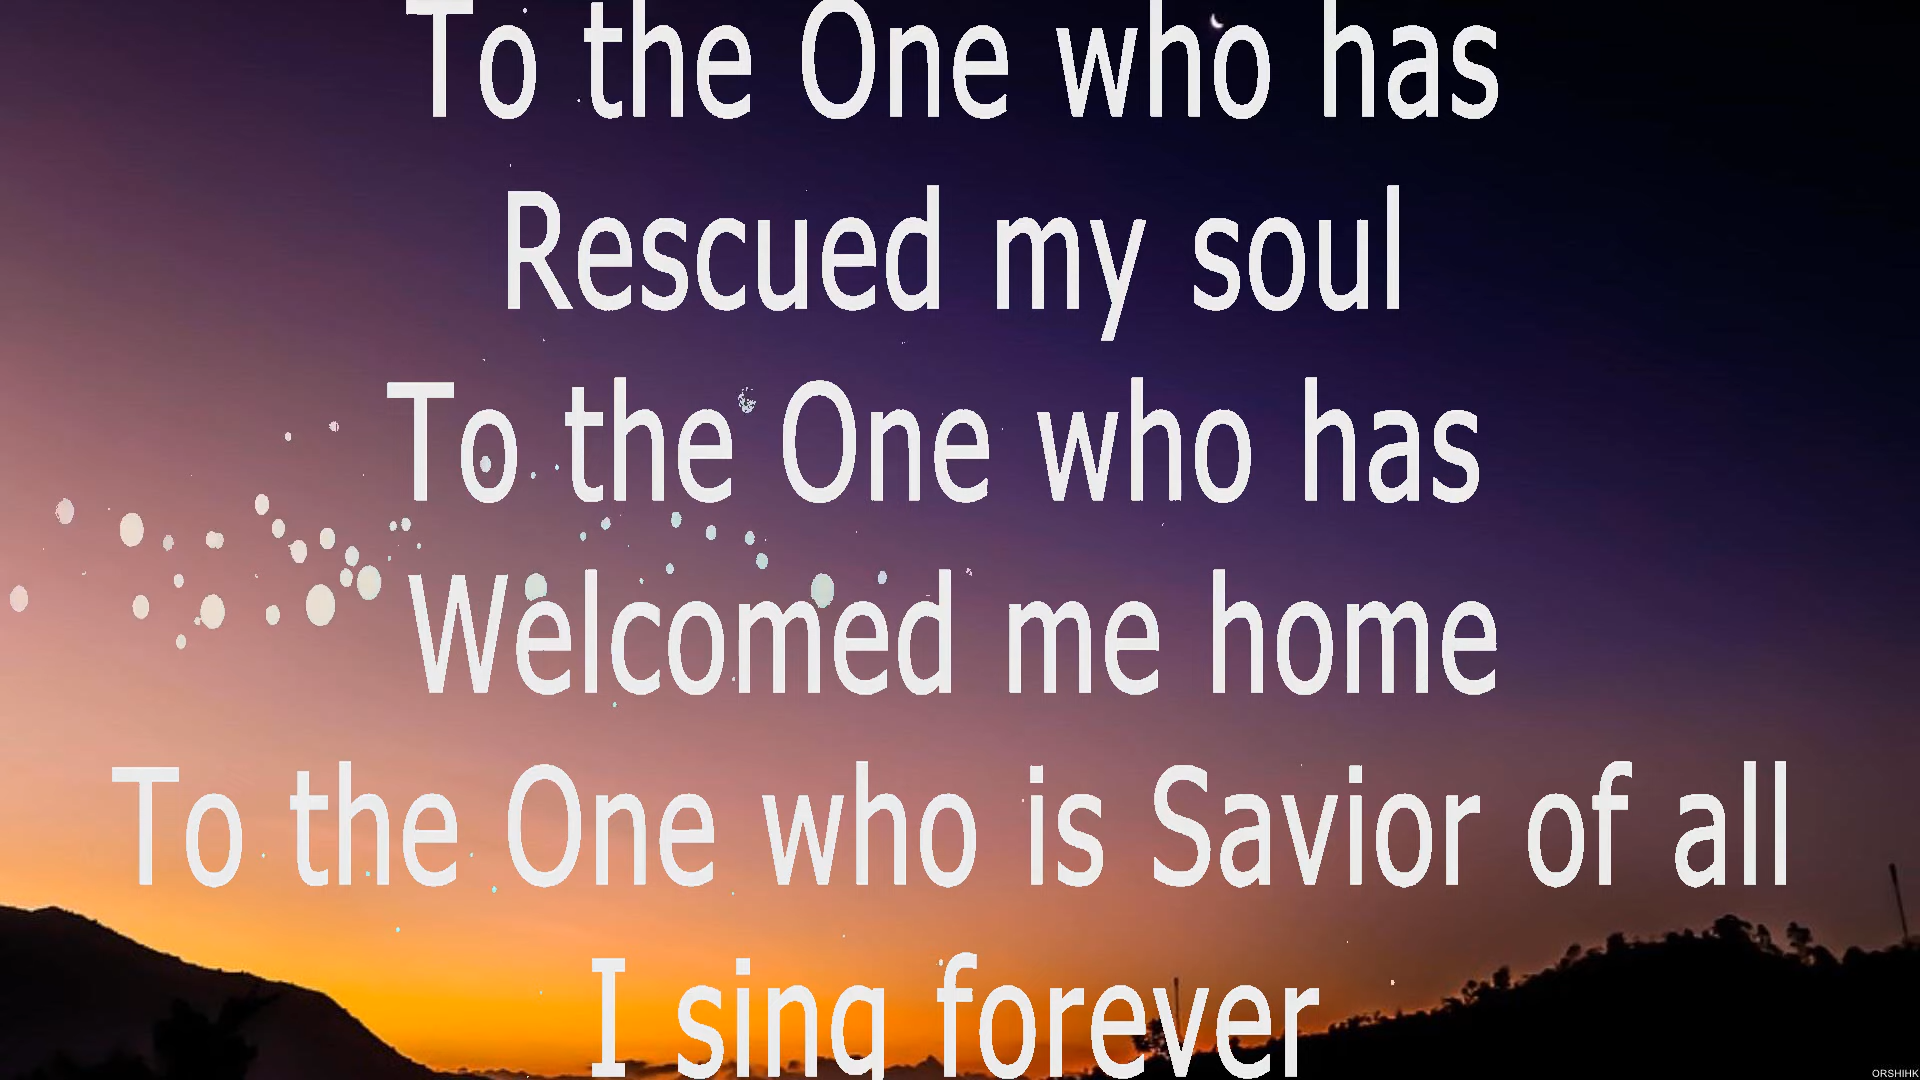 To the One who has
Rescued my soul
To the One who has
Welcomed me home
To the One who is Savior of all
I sing forever
ORSHIHK